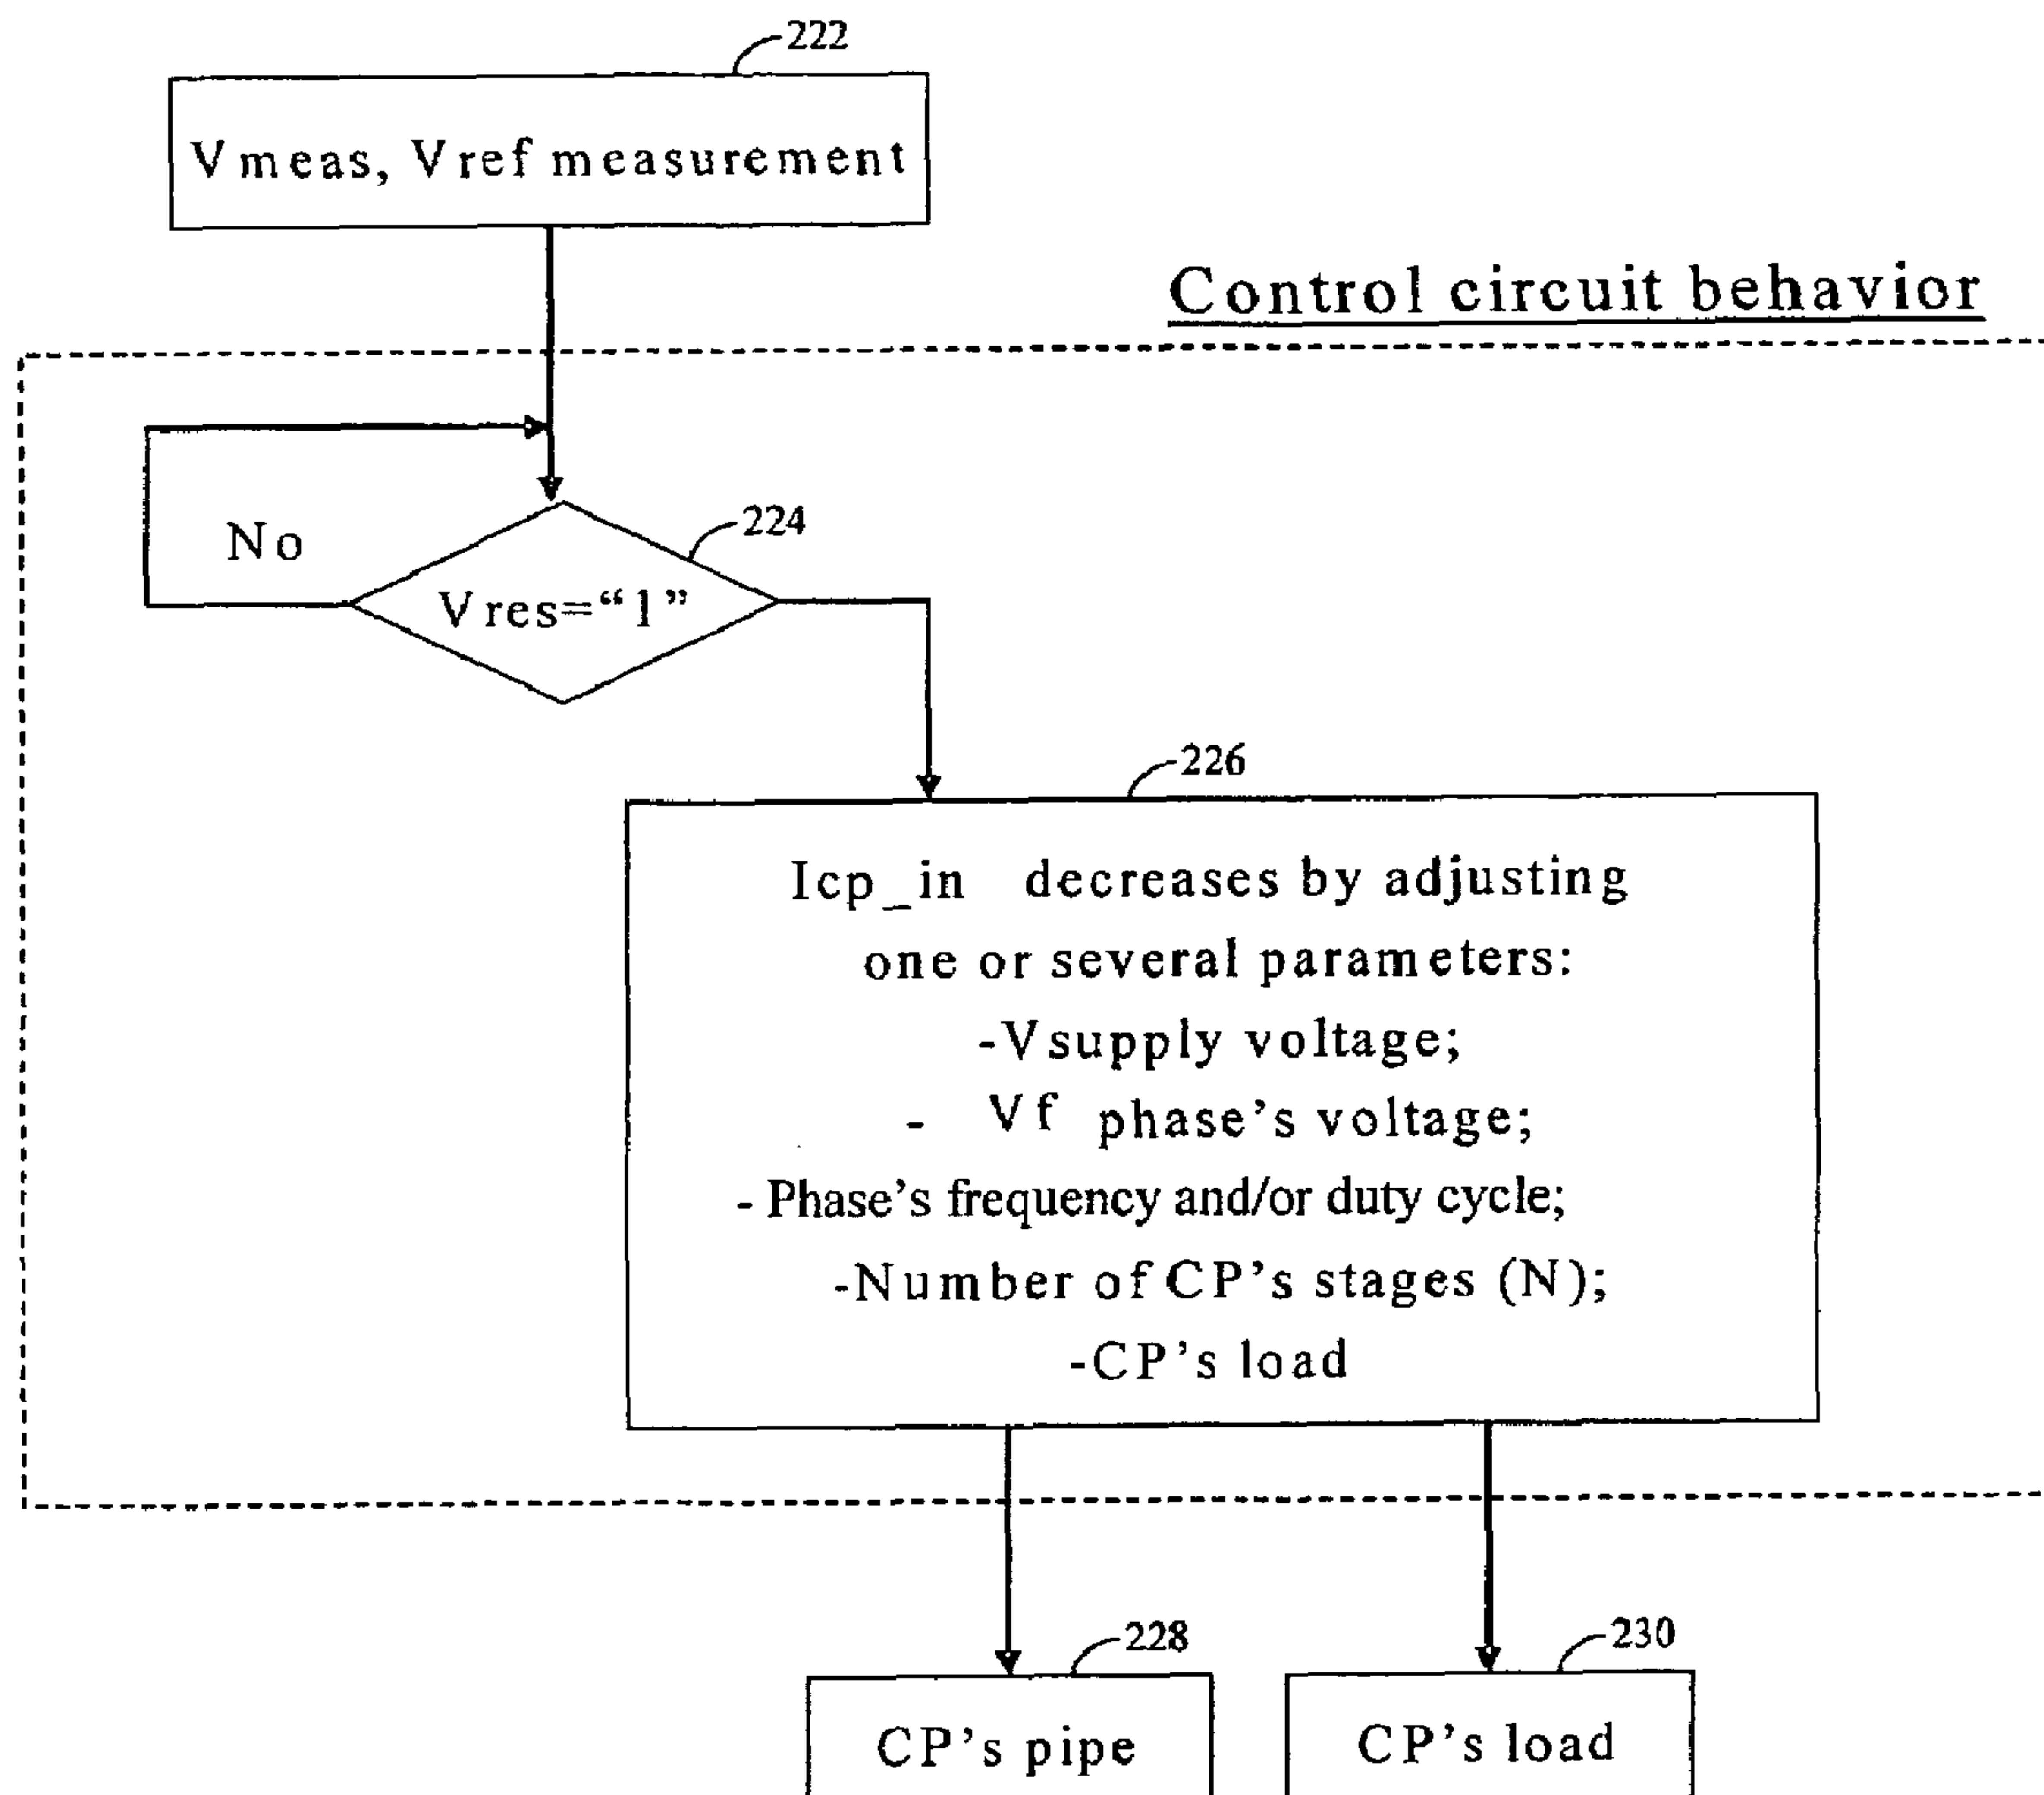 222
Vmeas, Vref measurement
Control circuit behavior
No
224
Vres=“1”
226
Icp_in decreases by adjusting
one or several parameters:
-Vsupply voltage;
- Vf phase’s voltage;
- Phase’s frequency and/or duty cycle;
-Number of CP’s stages (N);
-CP’s load
228
230
CP’s pipe
CP’s load